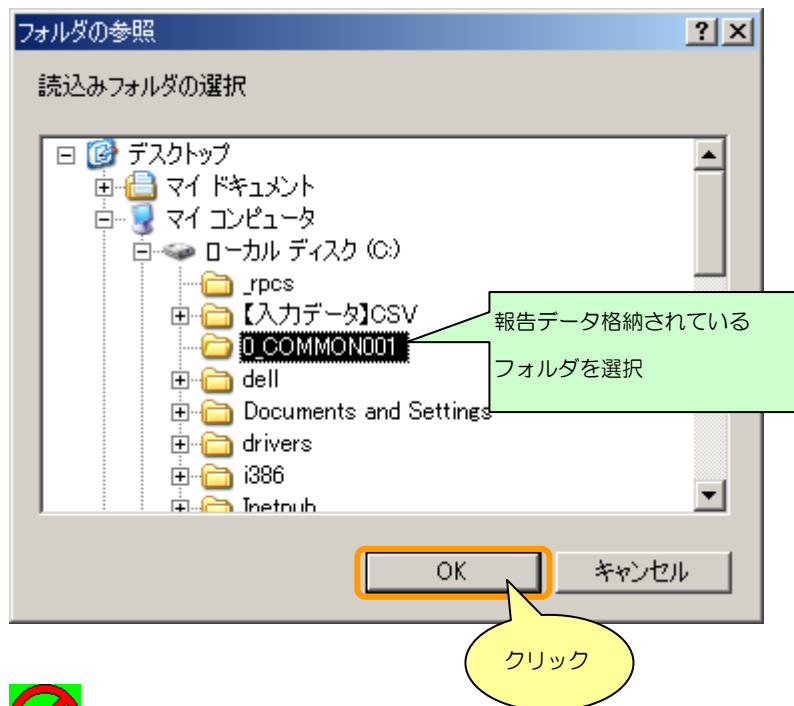 フォルダの参照
読込みフォルダの選択
デスクトップ
マイ ドキュメント
マイ コンピュータ
ローカル ディスク (C:)
_rpcs
【入力データ】CSV
0_COMMON001
報告データ格納されている
フォルダを選択
dell
Documents and Settings
drivers
i386
Inetpub
OK
キャンセル
クリック